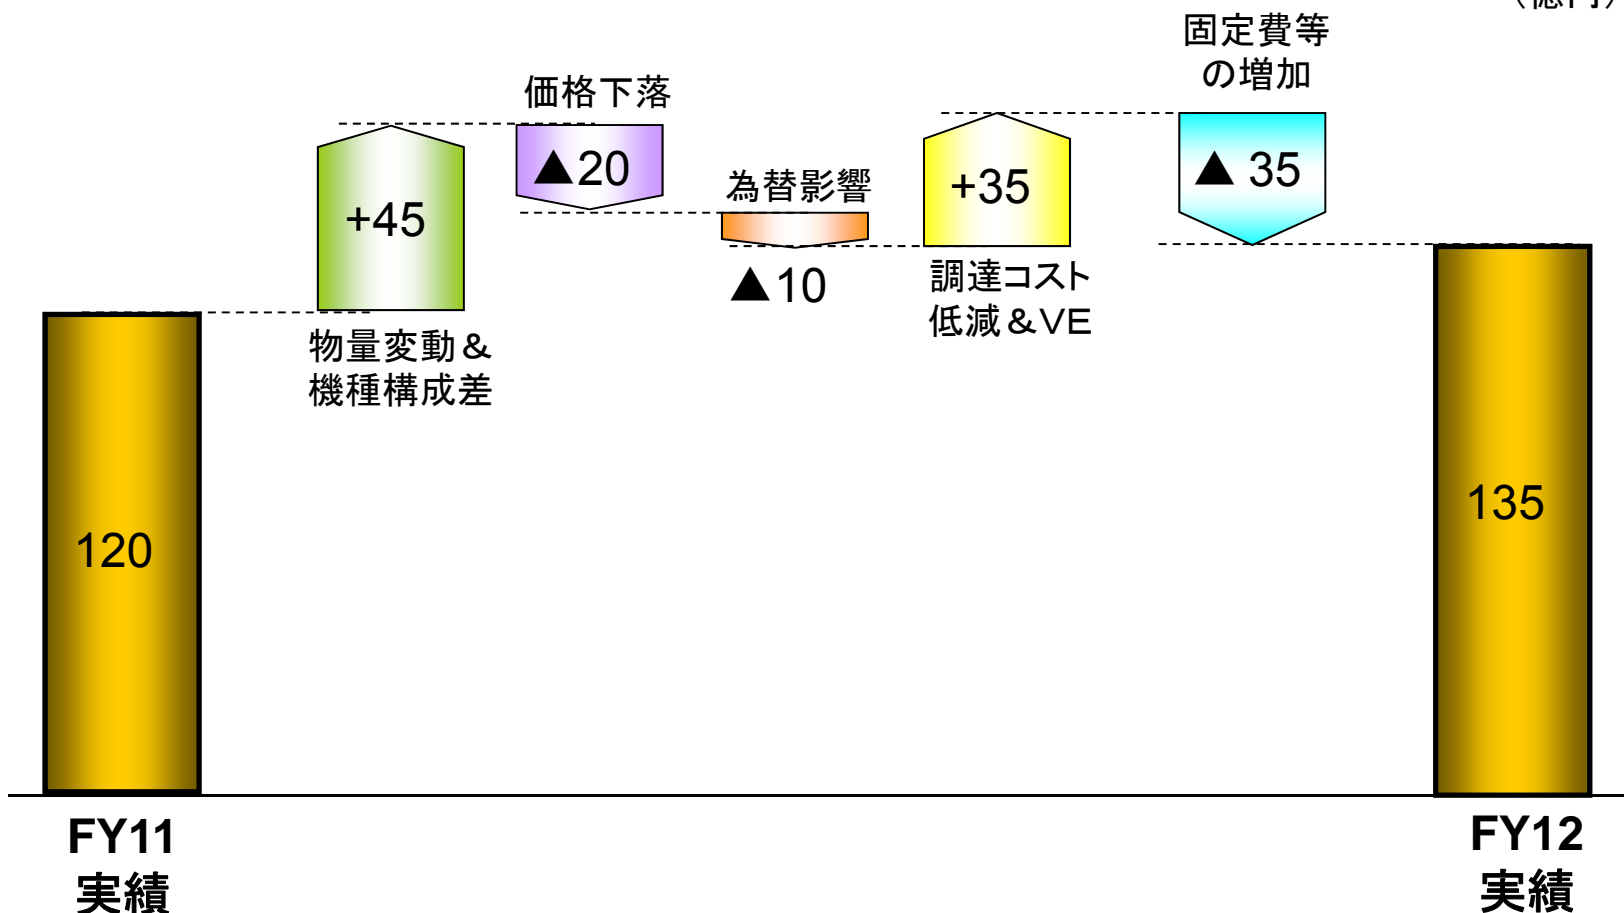 固定費等
の増加
価格下落
▲20
為替影響
▲10
+45
物量変動＆
機種構成差
+35
調達コスト
低減＆VE
▲ 35
120
135
FY11
実績
FY12
実績